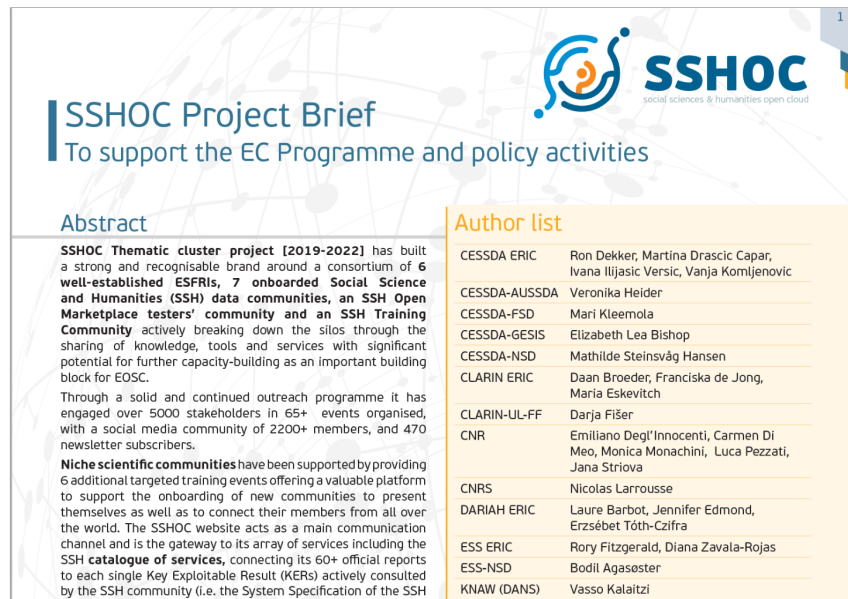 1
SSHOC
social sciences & humanities open cloud
SSHOC Project Brief
To support the EC Programme and policy activities
Abstract
SSHOC Thematic cluster project [2019-2022] has built
a strong and recognisable brand around a consortium of 6
well-established ESFRIs, 7 onboarded Social Science
and Humanities (SSH) data communities, an SSH Open
Marketplace testers' community and an SSH Training
Community actively breaking down the silos through the
sharing of knowledge, tools and services with significant
potential for further capacity-building as an important building
block for EOSC.
Through a solid and continued outreach programme it has
engaged over 5000 stakeholders in 65+ events organised,
with a social media community of 2200+ members, and 470
newsletter subscribers.
Niche scientific communities have been supported by providing
6 additional targeted training events offering a valuable platform
to support the onboarding of new communities to present
themselves as well as to connect their members from all over
the world. The SSHOC website acts as a main communication
channel and is the gateway to its array of services including the
SSH catalogue of services, connecting its 60+ official reports
to each single Key Exploitable Result (KERs) actively consulted
by the SSH community (i.e. the System Specification of the SSH
Author list
CESSDA ERIC Ron Dekker, Martina Drascic Capar,
Ivana Ilijasic Versic, Vanja Komljenovic
CESSDA-AUSSDA Veronika Heider
CESSDA-FSD Mari Kleemola
CESSDA-GESIS Elizabeth Lea Bishop
CESSDA-NSD Mathilde Steinsvåg Hansen
CLARIN ERIC Daan Broeder, Franciska de Jong,
Maria Eskevitch
CLARIN-UL-FF Darja Fišer
CNR Emiliano Degl'Innocenti, Carmen Di
Meo, Monica Monachini, Luca Pezzati,
Jana Striova
CNRS Nicolas Larrousse
DARIAH ERIC Laure Barbot, Jennifer Edmond,
Erzsébet Tóth-Czifra
ESS ERIC Rory Fitzgerald, Diana Zavala-Rojas
ESS-NSD Bodil Agasøster
KNAW (DANS) Vasso Kalaitzi